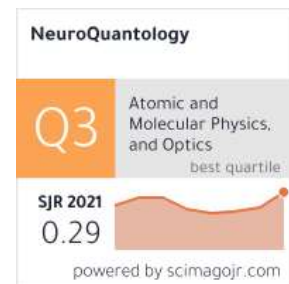 NeuroQuantology
Q3
Atomic and
Molecular Physics,
and Optics
best quartile
SJR 2021
0.29
powered by scimagojr.com